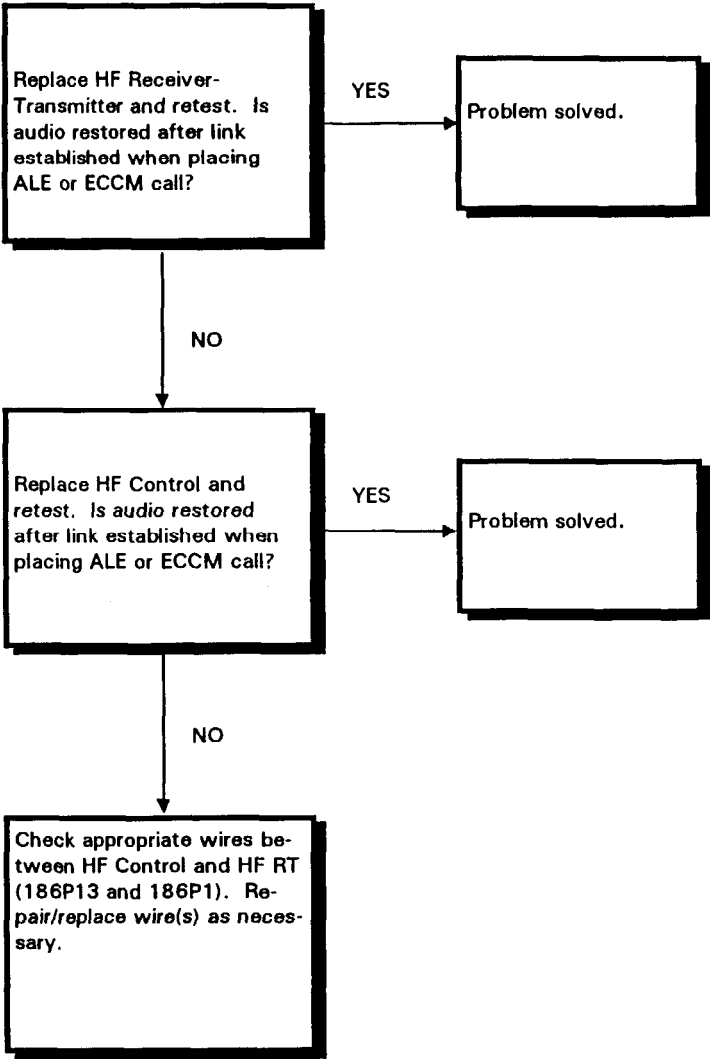 Replace HF Receiver-
Transmitter and retest. Is
audio restored after link
established when placing
ALE or ECCM call?
YES
Problem solved.
NO
Replace HF Control and
retest. Is audio restored
after link established when
placing ALE or ECCM call?
YES
Problem solved.
NO
Check appropriate wires be-
tween HF Control and HF RT
(186P13 and 186P1). Re-
pair/replace wire(s) as neces-
sary.